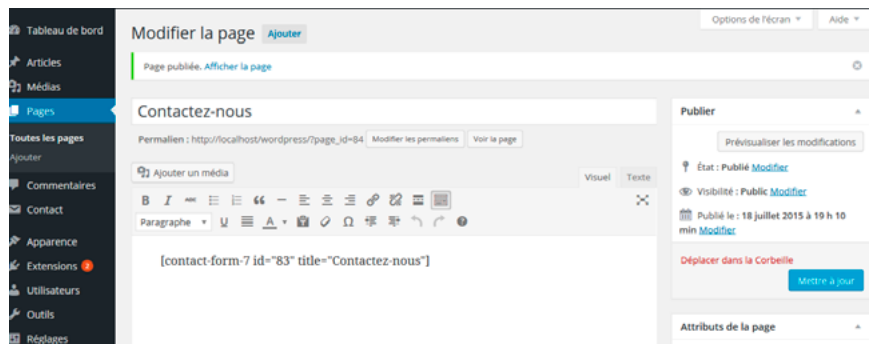 Options de l'écran
Aide
Tableau de bord
Articles
Médias
Pages
Toutes les pages
Ajouter
Commentaires
Contact
Apparence
Extensions 2
Utilisateurs
Outils
Réglages
Modifier la page Ajouter
Page publiée. Afficher la page
Contactez-nous
Permalien : http://localhost/wordpress/?page_id=84 Modifier les permaliens Voir la page
Ajouter un média
Visuel Texte
B I ABC
Paragraphe U A Ω
[contact-form-7 id="83" title="Contactez-nous"]
Publier
Prévisualiser les modifications
État : Publié Modifier
Visibilité : Public Modifier
Publié le : 18 juillet 2015 à 19 h 10
min Modifier
Déplacer dans la Corbeille
Mettre à jour
Attributs de la page